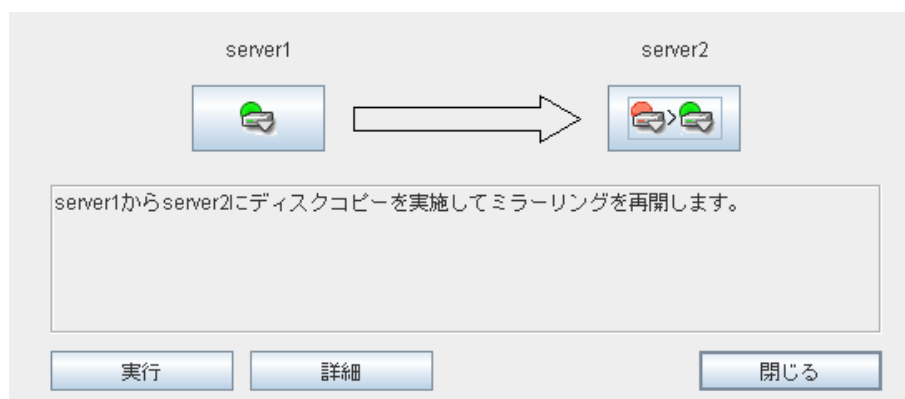 server1
server2
server1からserver2にディスクコピーを実施してミラーリングを再開します。
実行
詳細
閉じる